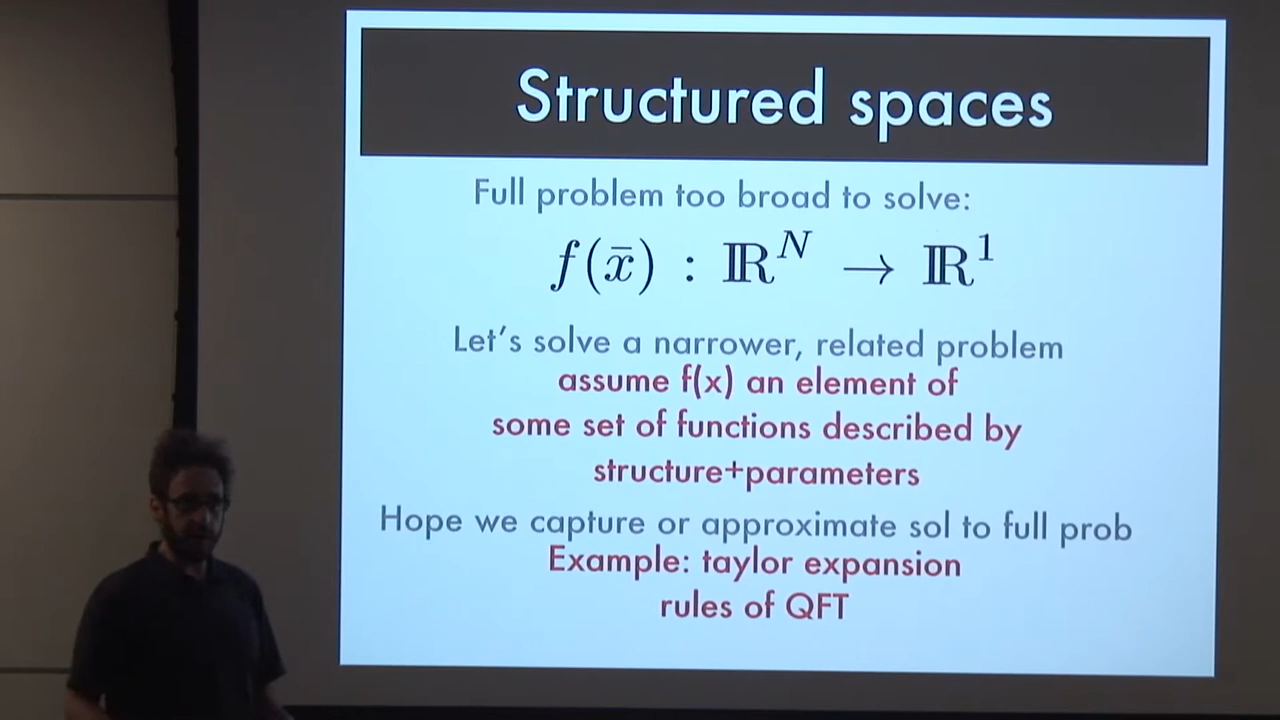 Structured spaces
Full problem too broad to solve:
f(x̄) : ℝᴺ → ℝ¹
Let's solve a narrower, related problem
assume f(x) an element of
some set of functions described by
structure+parameters
Hope we capture or approximate sol to full prob
Example: taylor expansion
rules of QFT